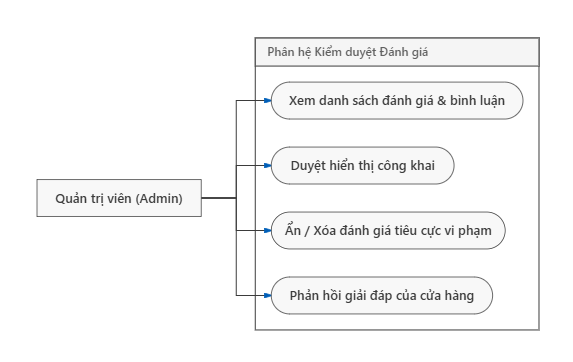 Phân hệ Kiểm duyệt Đánh giá
Xem danh sách đánh giá & bình luận
Duyệt hiển thị công khai
Quản trị viên (Admin)
Ẩn / Xóa đánh giá tiêu cực vi phạm
Phản hồi giải đáp của cửa hàng